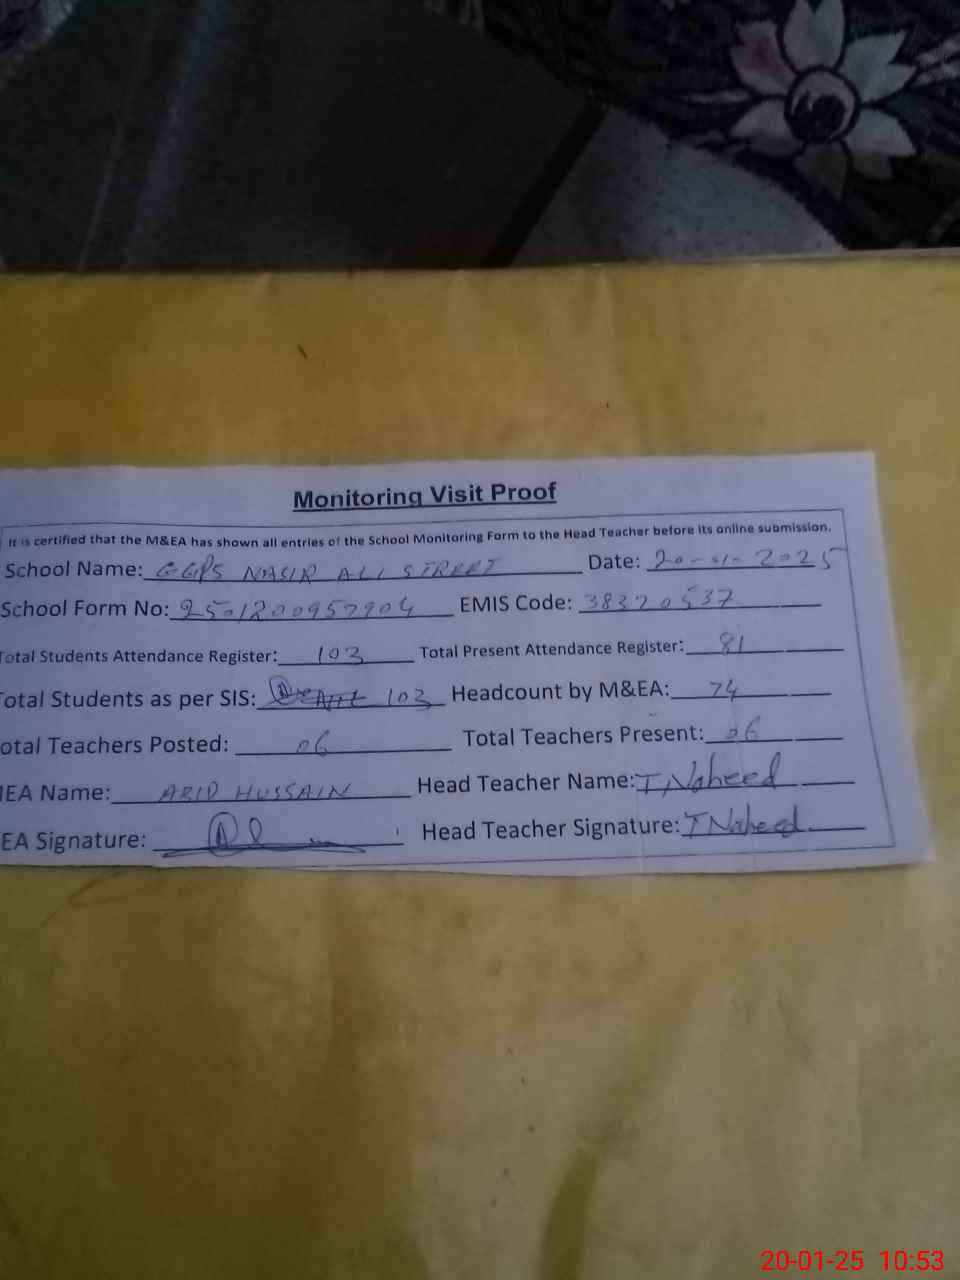 Monitoring Visit Proof
It is certified that the M&EA has shown all entries of the School Monitoring Form to the Head Teacher before its online submission.
School Name: GGPS NASIR ALI STREET Date: 20-01-2025
School Form No: 2501200957904 EMIS Code: 38320537
Total Students Attendance Register: 103 Total Present Attendance Register: 81
otal Students as per SIS: 103 Headcount by M&EA: 74
otal Teachers Posted: 06 Total Teachers Present: 06
EA Name: ABID HUSSAIN Head Teacher Name: T Naheed
EA Signature: Head Teacher Signature: T Naheed
20-01-25 10:53